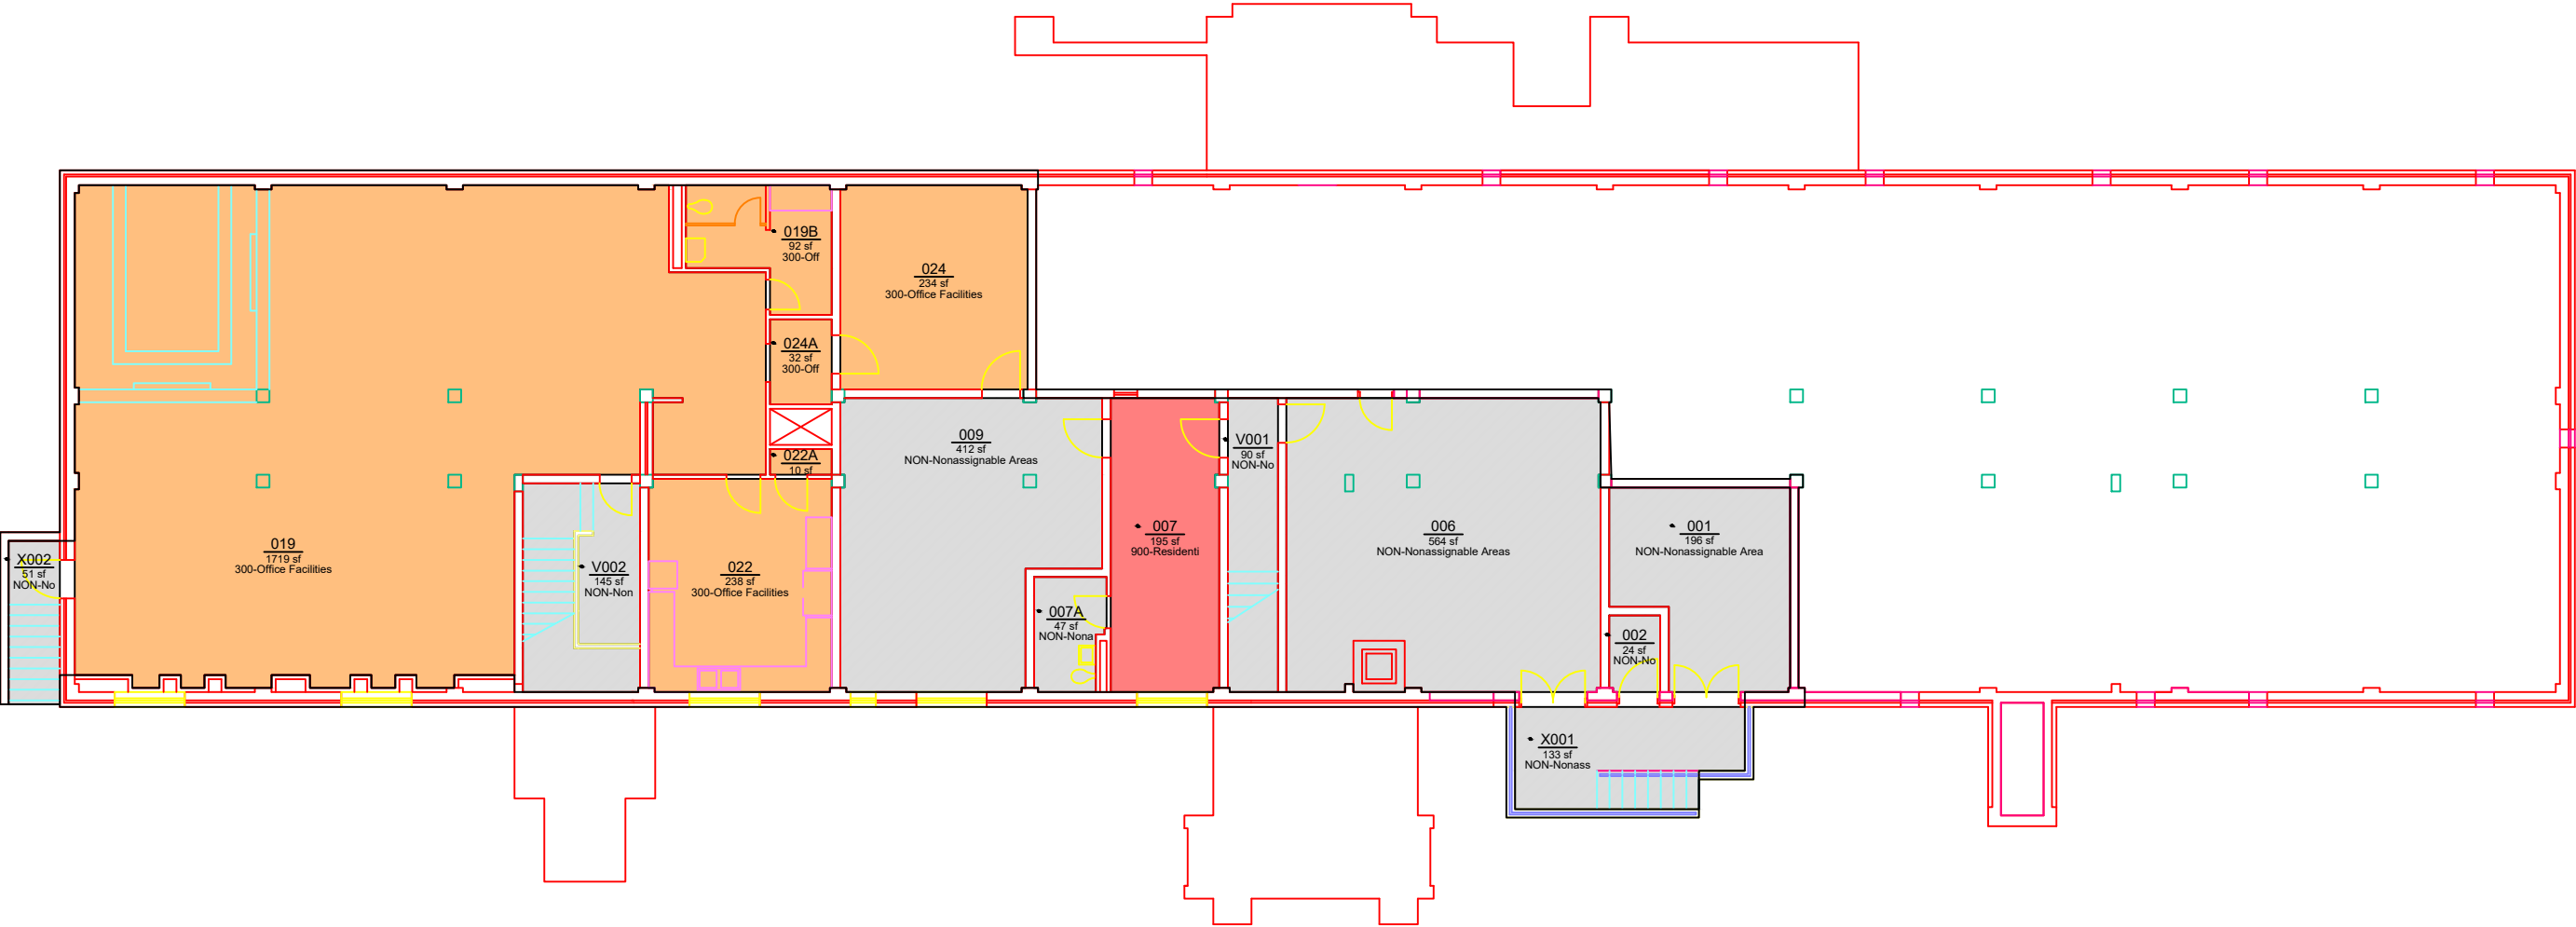 019B
92 sf
300-Off
024
234 sf
300-Office Facilities
024A
32 sf
300-Off
009
412 sf
NON-Nonassignable Areas
V001
90 sf
NON-No
022A
10 sf
007
195 sf
900-Residenti
006
564 sf
NON-Nonassignable Areas
001
196 sf
NON-Nonassignable Area
019
1719 sf
300-Office Facilities
X002
51 sf
NON-No
V002
145 sf
NON-Non
022
238 sf
300-Office Facilities
007A
47 sf
NON-Nona
002
24 sf
NON-No
X001
133 sf
NON-Nonass